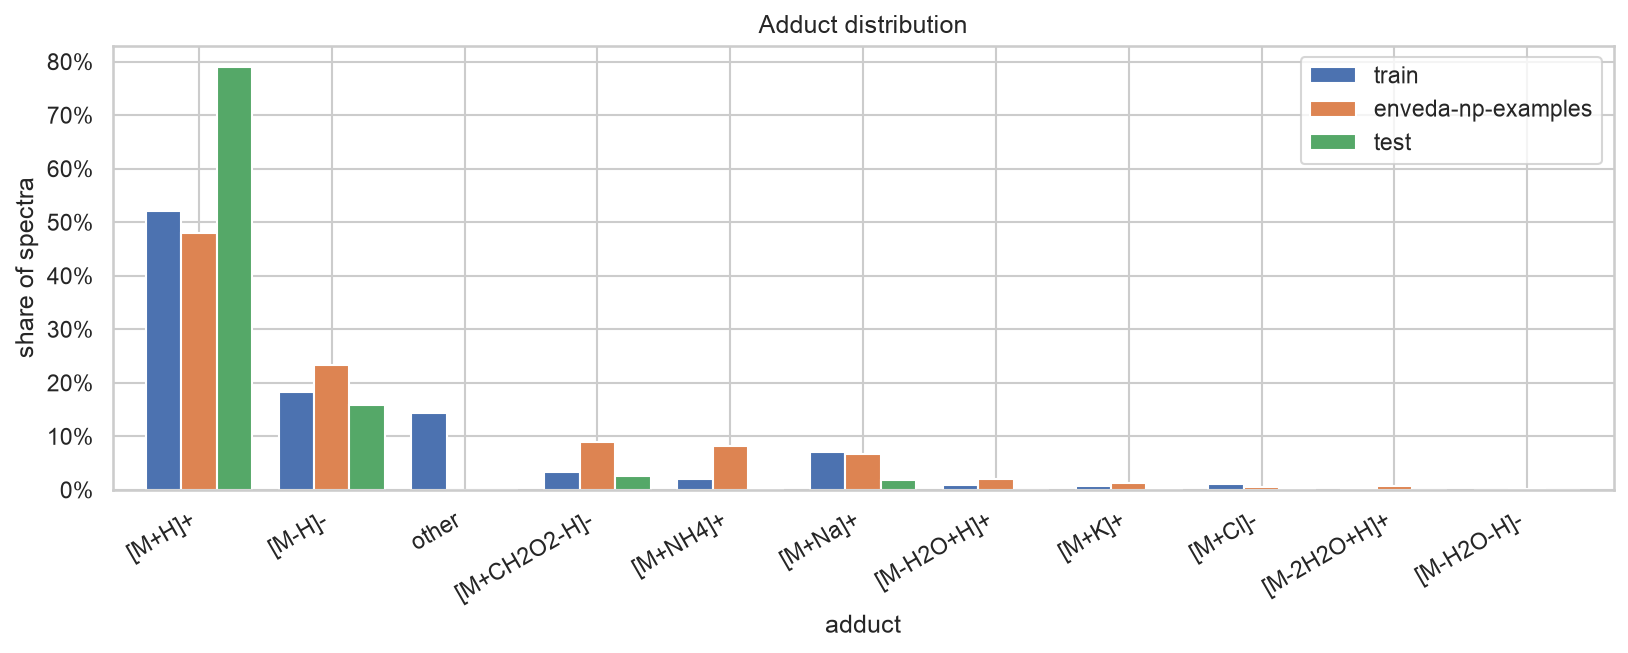 Adduct distribution
80%
70%
60%
50%
40%
30%
20%
10%
0%
share of spectra
train
enveda-np-examples
test
[M+H]+
[M-H]-
other
[M+CH2O2-H]-
[M+NH4]+
[M+Na]+
[M-H2O+H]+
[M+K]+
[M+Cl]-
[M-2H2O+H]+
[M-H2O-H]-
adduct